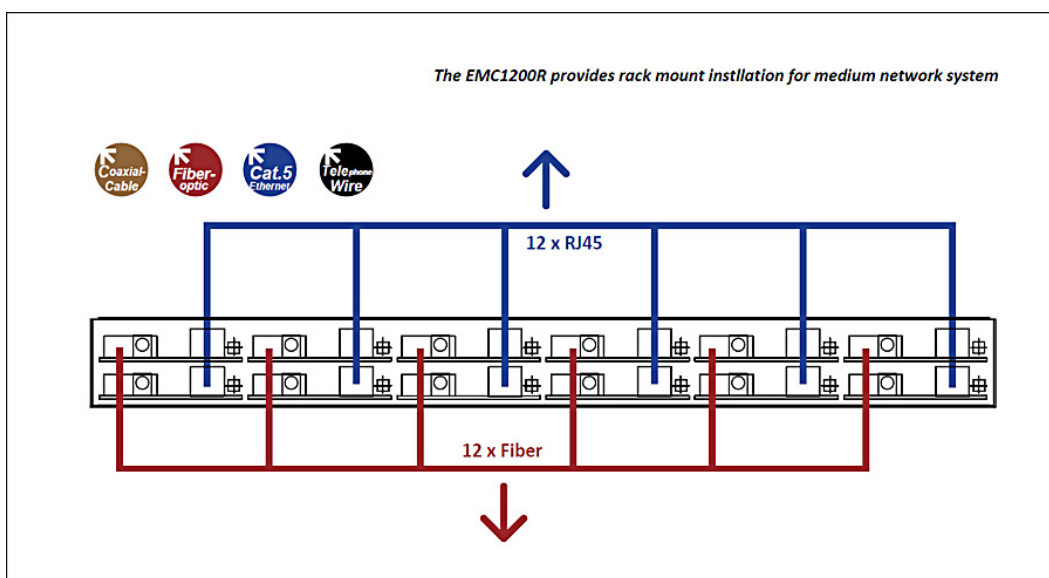 The EMC1200R provides rack mount instllation for medium network system
Coaxial-
Cable
Fiber-
optic
Cat.5
Ethernet
Telephone
Wire
12 x RJ45
12 x Fiber